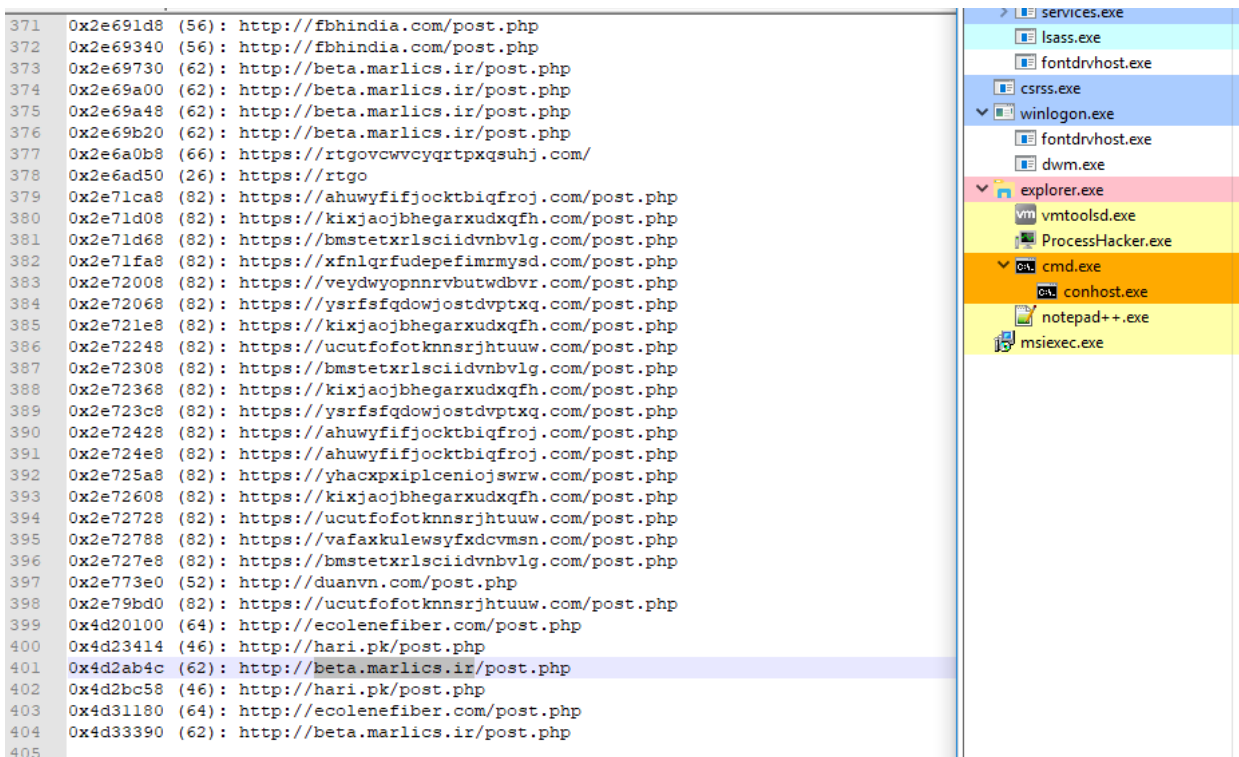 371 0x2e691d8 (56): http://fbhindia.com/post.php
372 0x2e69340 (56): http://fbhindia.com/post.php
373 0x2e69730 (62): http://beta.marlics.ir/post.php
374 0x2e69a00 (62): http://beta.marlics.ir/post.php
375 0x2e69a48 (62): http://beta.marlics.ir/post.php
376 0x2e69b20 (62): http://beta.marlics.ir/post.php
377 0x2e6a0b8 (66): https://rtgovcwvcyqrtpxqsuhj.com/
378 0x2e6ad50 (26): https://rtgo
379 0x2e71ca8 (82): https://ahuwyfifjocktbiqfroj.com/post.php
380 0x2e71d08 (82): https://kixjaojbhegarxudxqfh.com/post.php
381 0x2e71d68 (82): https://bmstetxrlsciidvnbvlg.com/post.php
382 0x2e71fa8 (82): https://xfnlqrfudepefimrmysd.com/post.php
383 0x2e72008 (82): https://veydwyopnnrvbutwdbvr.com/post.php
384 0x2e72068 (82): https://ysrfsfqdowjostdvptxq.com/post.php
385 0x2e721e8 (82): https://kixjaojbhegarxudxqfh.com/post.php
386 0x2e72248 (82): https://ucutfofotknnsrjhtuuw.com/post.php
387 0x2e72308 (82): https://bmstetxrlsciidvnbvlg.com/post.php
388 0x2e72368 (82): https://kixjaojbhegarxudxqfh.com/post.php
389 0x2e723c8 (82): https://ysrfsfqdowjostdvptxq.com/post.php
390 0x2e72428 (82): https://ahuwyfifjocktbiqfroj.com/post.php
391 0x2e724e8 (82): https://ahuwyfifjocktbiqfroj.com/post.php
392 0x2e725a8 (82): https://yhacxpxiplceniojswrw.com/post.php
393 0x2e72608 (82): https://kixjaojbhegarxudxqfh.com/post.php
394 0x2e72728 (82): https://ucutfofotknnsrjhtuuw.com/post.php
395 0x2e72788 (82): https://vafaxkulewsyfxdcvmsn.com/post.php
396 0x2e727e8 (82): https://bmstetxrlsciidvnbvlg.com/post.php
397 0x2e773e0 (52): http://duanvn.com/post.php
398 0x2e79bd0 (82): https://ucutfofotknnsrjhtuuw.com/post.php
399 0x4d20100 (64): http://ecolenefiber.com/post.php
400 0x4d23414 (46): http://hari.pk/post.php
401 0x4d2ab4c (62): http://beta.marlics.ir/post.php
402 0x4d2bc58 (46): http://hari.pk/post.php
403 0x4d31180 (64): http://ecolenefiber.com/post.php
404 0x4d33390 (62): http://beta.marlics.ir/post.php
405
services.exe
lsass.exe
fontdrvhost.exe
csrss.exe
winlogon.exe
fontdrvhost.exe
dwm.exe
explorer.exe
vm vmtoolsd.exe
ProcessHacker.exe
cmd.exe
conhost.exe
notepad++.exe
msiexec.exe